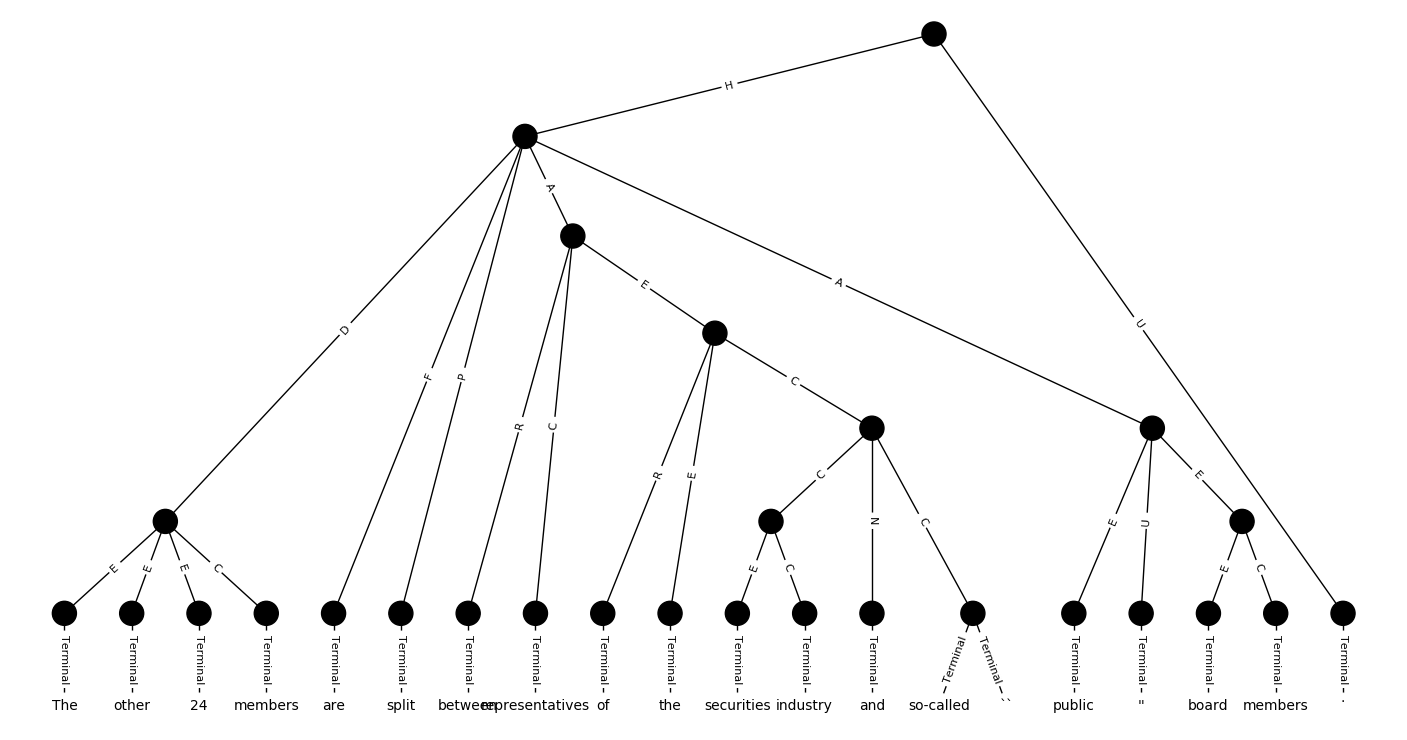 H
A
A
E
D
U
F
P
C
R
C
R
E
C
N
C
E
U
E
E
E
E
C
E
C
E
C
Terminal Terminal Terminal Terminal Terminal Terminal Terminal Terminal Terminal Terminal Terminal Terminal Terminal Terminal Terminal Terminal Terminal Terminal Terminal Terminal
The other 24 members are split between representatives of the securities industry and so-called `` public " board members .